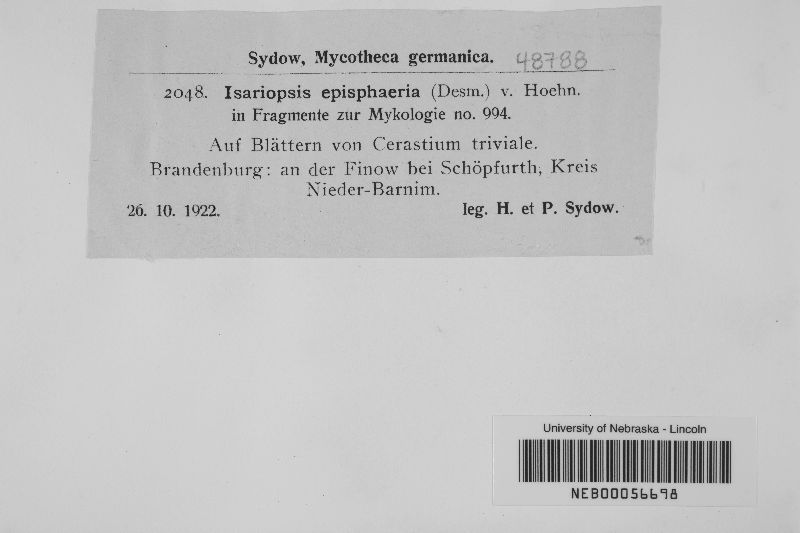 Sydow, Mycotheca germanica. 48788
2048. Isariopsis episphaeria (Desm.) v. Hoehn.
in Fragmente zur Mykologie no. 994.
Auf Blättern von Cerastium triviale.
Brandenburg: an der Finow bei Schöpfurth, Kreis
Nieder-Barnim.
26. 10. 1922. leg. H. et P. Sydow.
University of Nebraska - Lincoln
NEB00056698